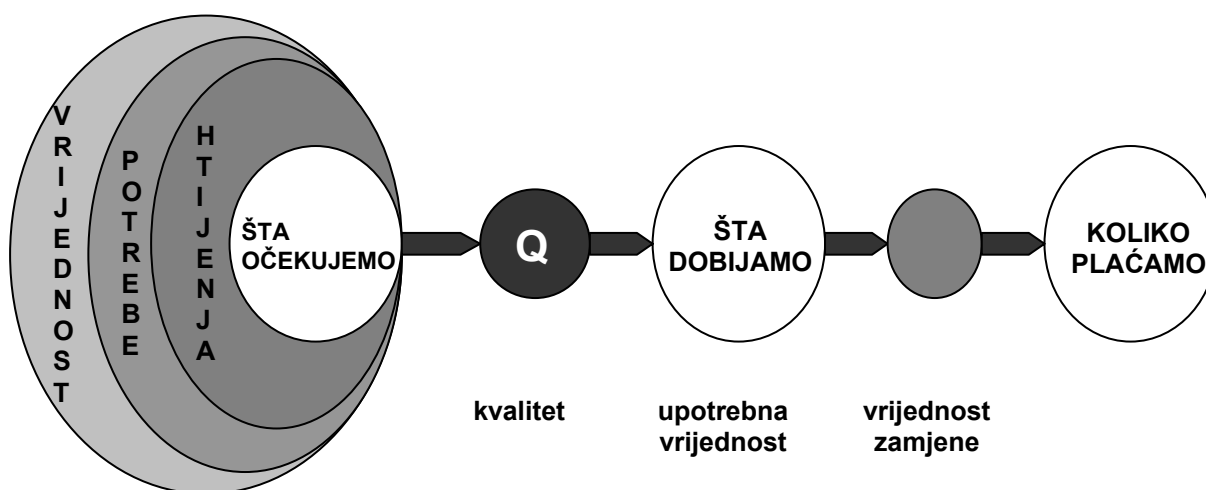 VRIJEDNOST
POTREBE
HTIJENJA
ŠTA
OČEKUJEMO
Q
ŠTA
DOBIJAMO
KOLIKO
PLAĆAMO
kvalitet
upotrebna
vrijednost
vrijednost
zamjene